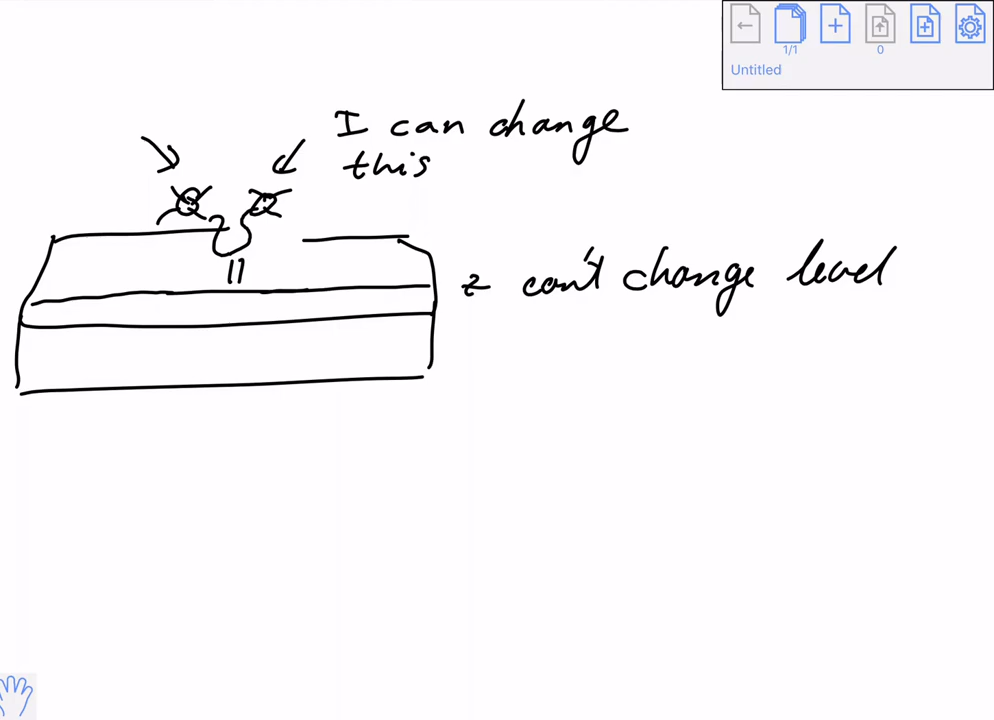 1/1
0
Untitled
I can change
this
z can't change level